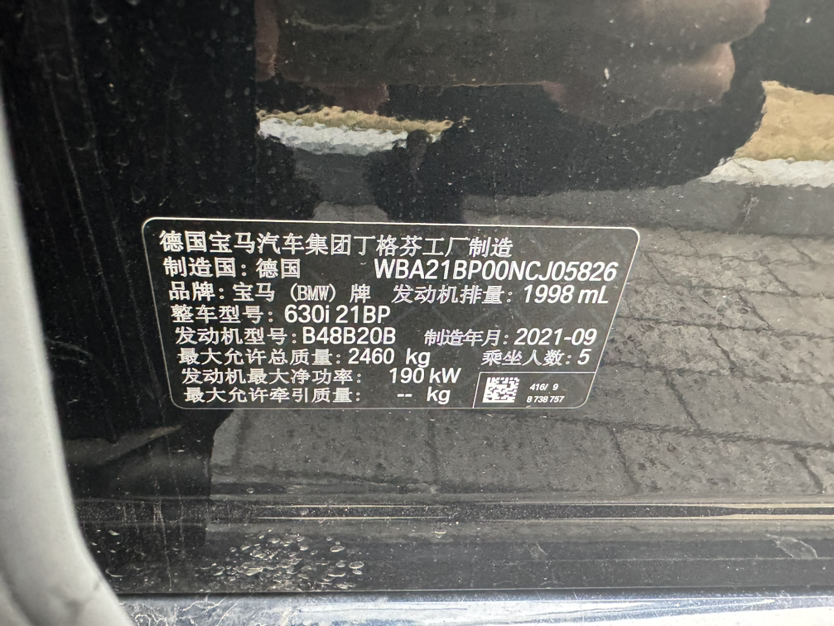 德国宝马汽车集团丁格芬工厂制造
制造国：德国 WBA21BP00NCJ05826
品牌：宝马（BMW）牌 发动机排量：1998 mL
整车型号：630i 21BP
发动机型号：B48B20B 制造年月：2021-09
最大允许总质量：2460 kg 乘坐人数：5
发动机最大净功率： 190 kW
最大允许牵引质量： -- kg
416/ 9
8 738 757